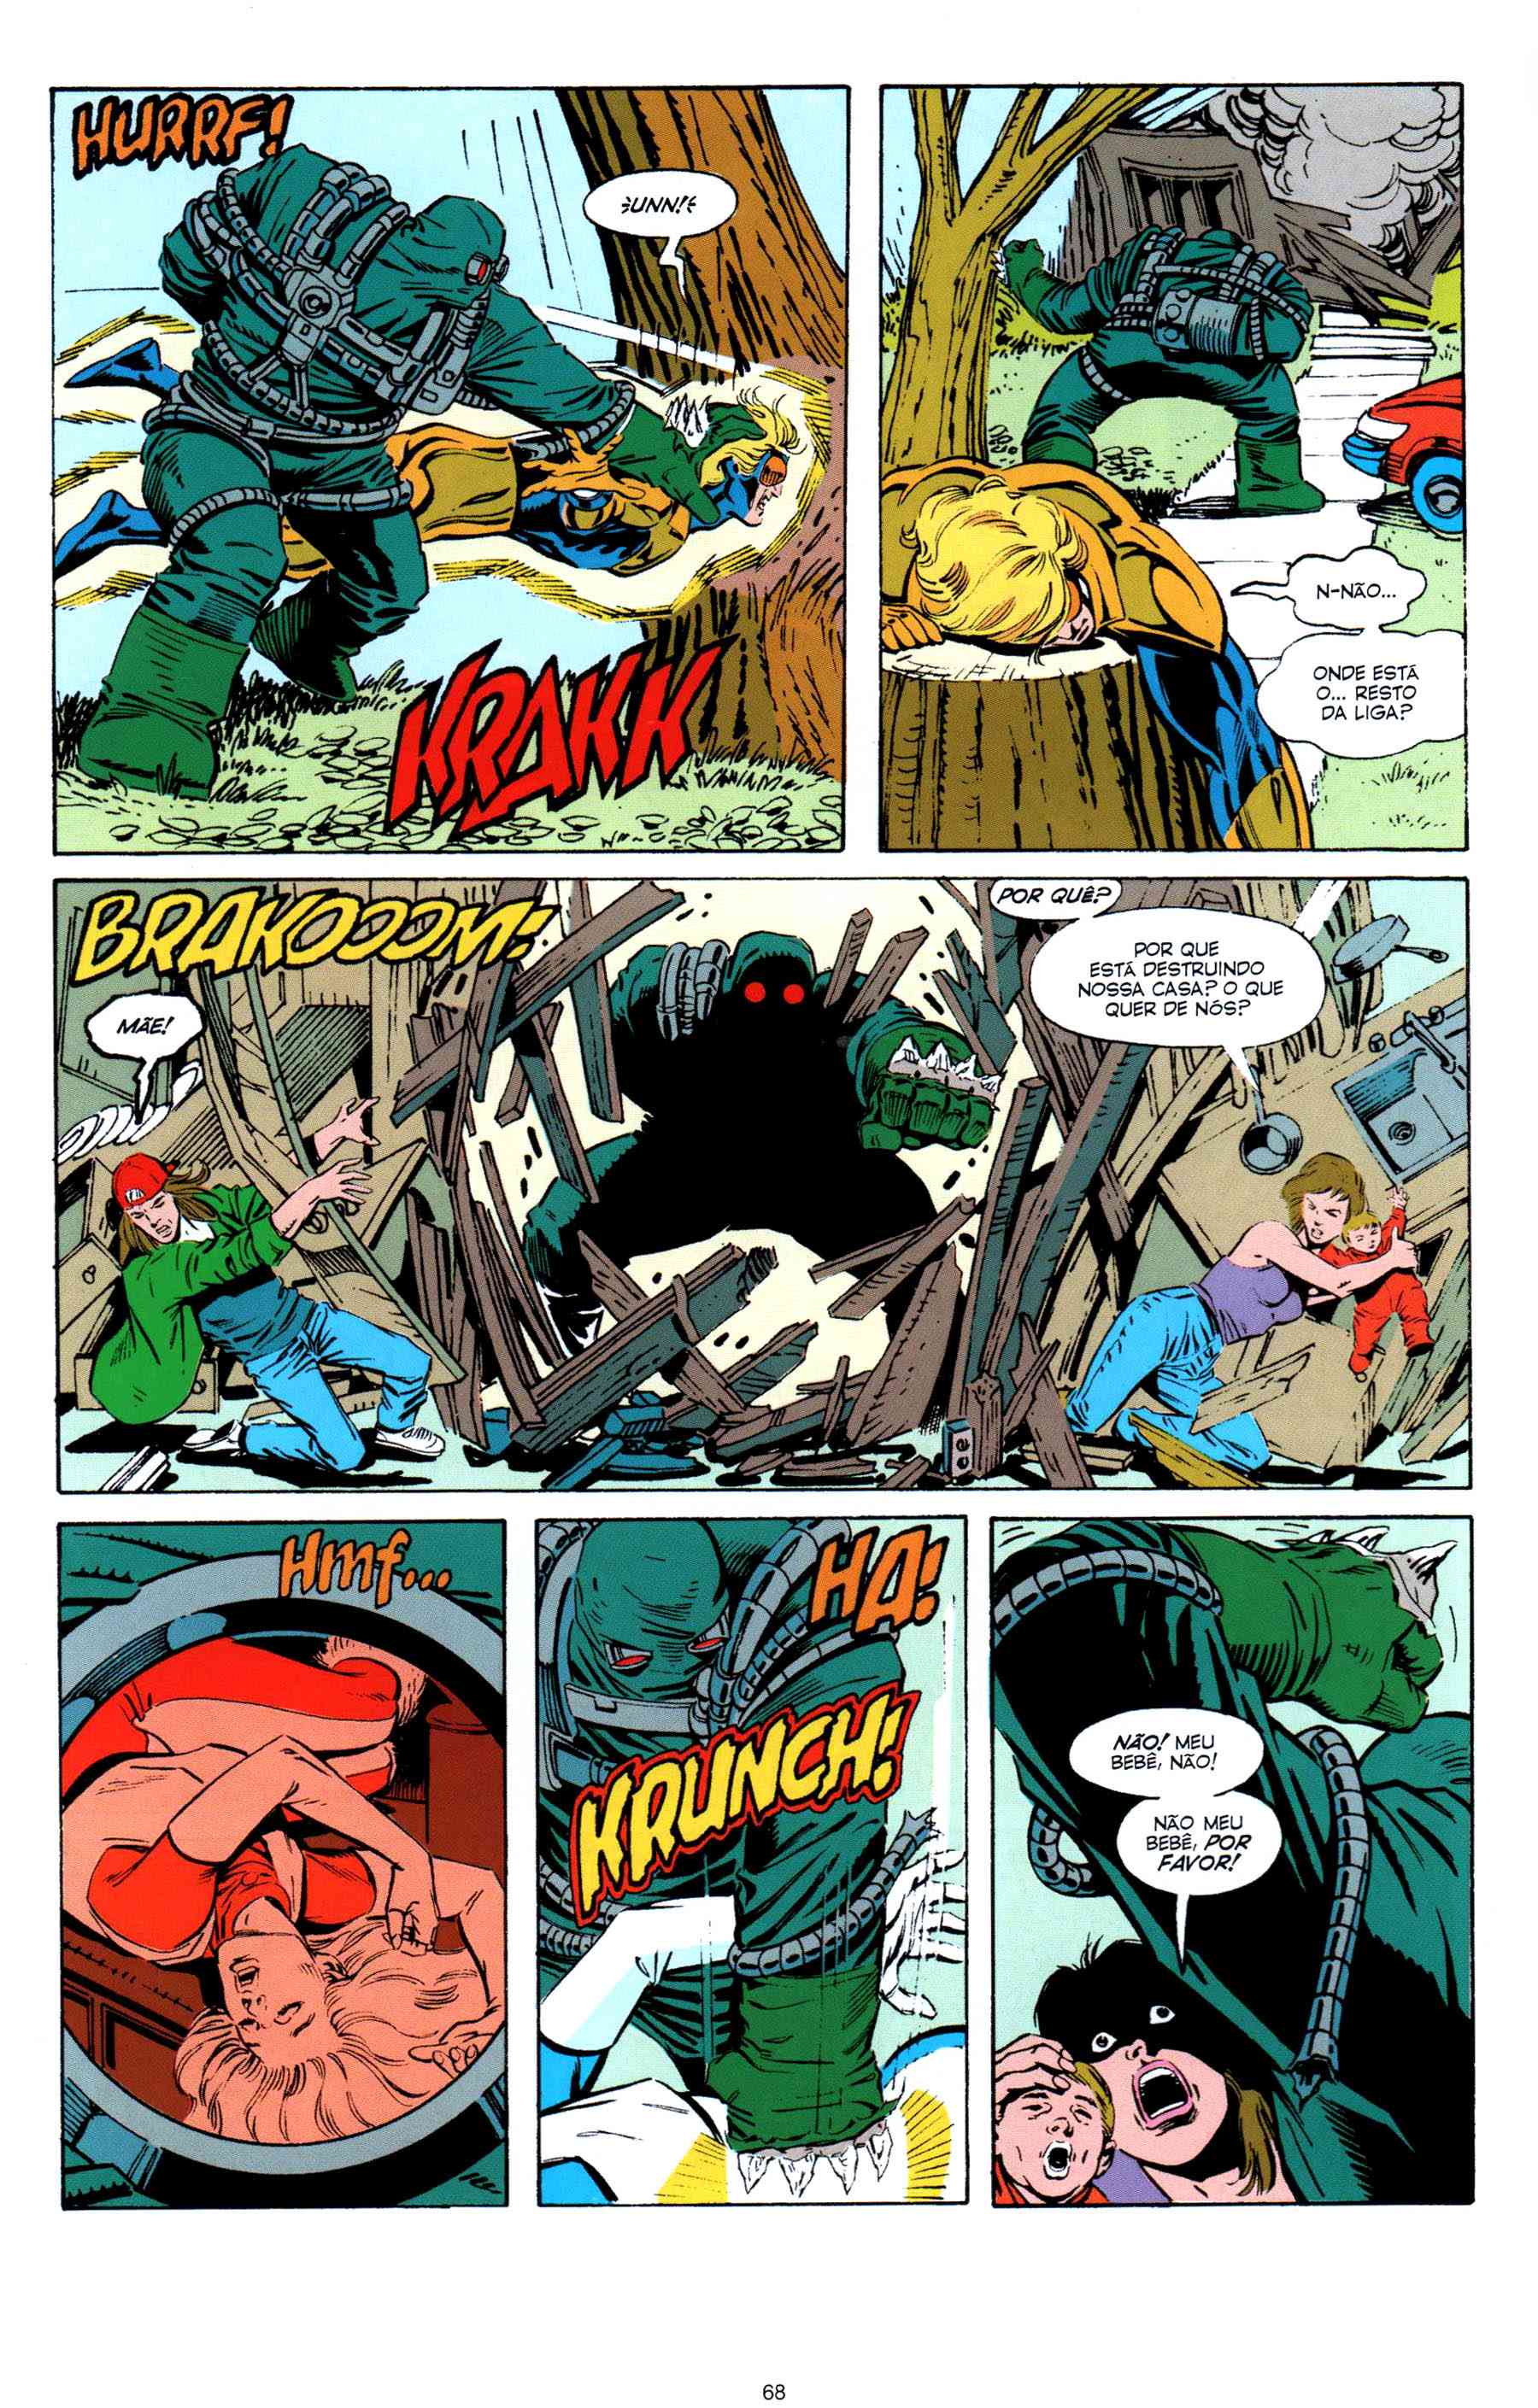 HURRF!
UNN!
KRAKK
N-NÃO...
ONDE ESTÁ
O... RESTO
DA LIGA?
BRAKOOOM!
MÃE!
POR QUÊ?
POR QUE
ESTÁ DESTRUINDO
NOSSA CASA? O QUE
QUER DE NÓS?
Hmf...
HA!
KRUNCH!
NÃO! MEU
BEBÊ, NÃO!
NÃO MEU
BEBÊ, POR
FAVOR!
68